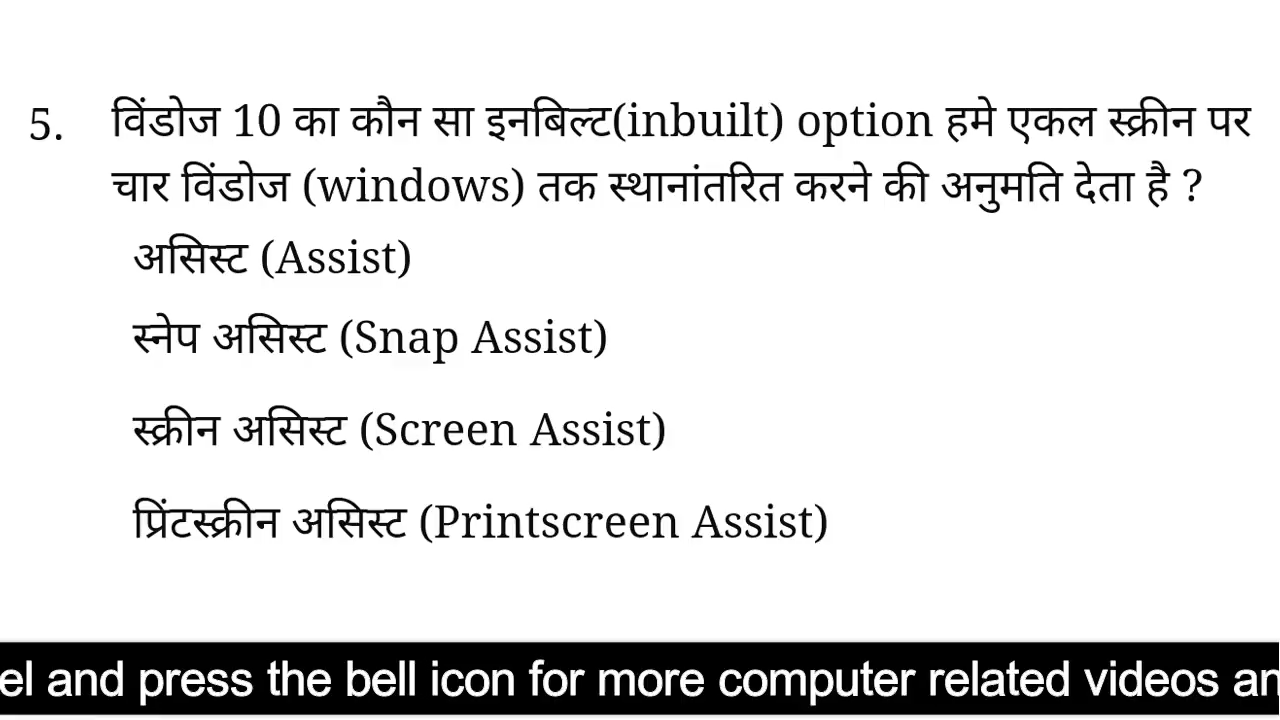 5. विंडोज 10 का कौन सा इनबिल्ट(inbuilt) option हमे एकल स्क्रीन पर
चार विंडोज (windows) तक स्थानांतरित करने की अनुमति देता है ?
असिस्ट (Assist)
स्नेप असिस्ट (Snap Assist)
स्क्रीन असिस्ट (Screen Assist)
प्रिंटस्क्रीन असिस्ट (Printscreen Assist)
el and press the bell icon for more computer related videos an